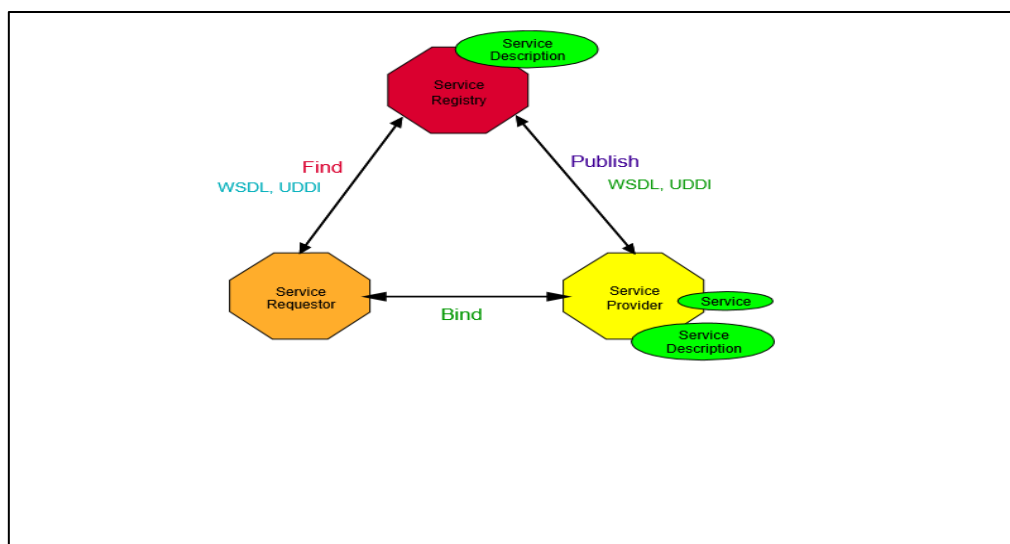 Service
Description
Service
Registry
Find
WSDL, UDDI
Publish
WSDL, UDDI
Service
Requestor
Bind
Service
Provider
Service
Service
Description